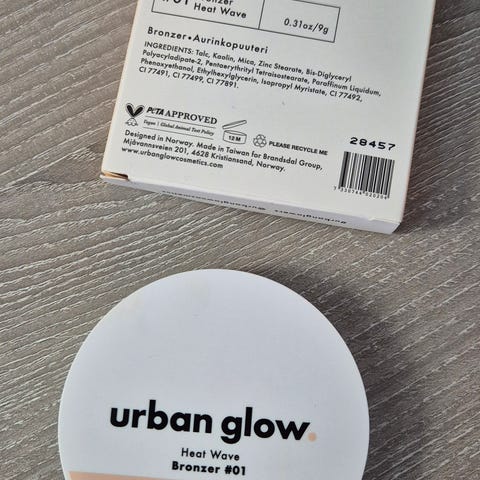 Heat Wave
0.31oz/9g
Bronzer•Aurinkopuuteri
INGREDIENTS: Talc, Kaolin, Mica, Zinc Stearate, Bis-Diglyceryl
Polyacyladipate-2, Pentaerythrityl Tetraisostearate, Paraffinum Liquidum,
Phenoxyethanol, Ethylhexylglycerin, Isopropyl Myristate, CI 77492,
CI 77491, CI 77499, CI 77891.
PETA APPROVED
Vegan | Global Animal Test Policy
12 M
PLEASE RECYCLE ME
28457
Designed in Norway. Made in Taiwan for Brandsdal Group,
Mjåvannsveien 201, 4628 Kristiansand, Norway.
www.urbanglowcosmetics.com
urban glow.
Heat Wave
Bronzer #01